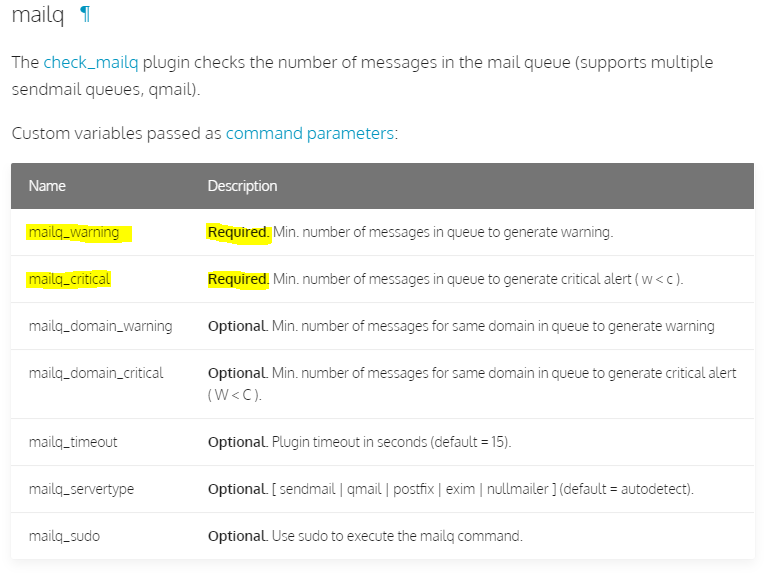 mailq ¶
The check_mailq plugin checks the number of messages in the mail queue (supports multiple
sendmail queues, qmail).
Custom variables passed as command parameters:
Name Description
mailq_warning Required. Min. number of messages in queue to generate warning.
mailq_critical Required. Min. number of messages in queue to generate critical alert ( w < c ).
mailq_domain_warning Optional. Min. number of messages for same domain in queue to generate warning
mailq_domain_critical Optional. Min. number of messages for same domain in queue to generate critical alert
( W < C ).
mailq_timeout Optional. Plugin timeout in seconds (default = 15).
mailq_servertype Optional. [ sendmail | qmail | postfix | exim | nullmailer ] (default = autodetect).
mailq_sudo Optional. Use sudo to execute the mailq command.